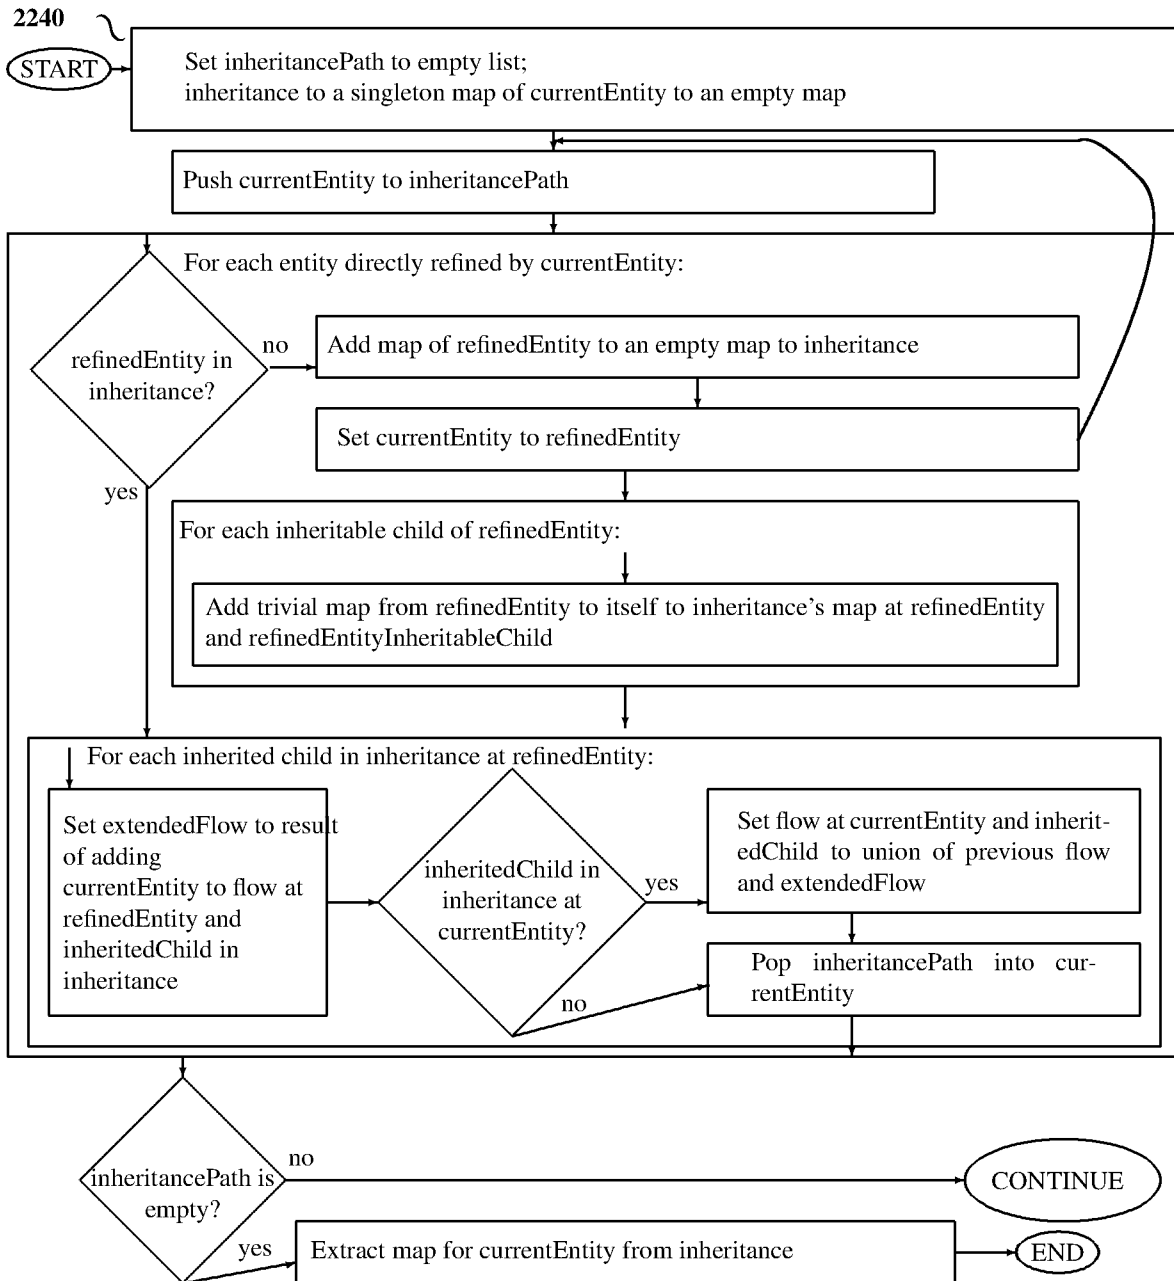 2240
START
Set inheritancePath to empty list;
inheritance to a singleton map of currentEntity to an empty map
Push currentEntity to inheritancePath
For each entity directly refined by currentEntity:
refinedEntity in
inheritance?
no
Add map of refinedEntity to an empty map to inheritance
Set currentEntity to refinedEntity
yes
For each inheritable child of refinedEntity:
Add trivial map from refinedEntity to itself to inheritance's map at refinedEntity
and refinedEntityInheritableChild
For each inherited child in inheritance at refinedEntity:
Set extendedFlow to result
of adding
currentEntity to flow at
refinedEntity and
inheritedChild in
inheritance
inheritedChild in
inheritance at
currentEntity?
yes
no
Set flow at currentEntity and inherit-
edChild to union of previous flow
and extendedFlow
Pop inheritancePath into cur-
rentEntity
inheritancePath is
empty?
no
CONTINUE
yes
Extract map for currentEntity from inheritance
END